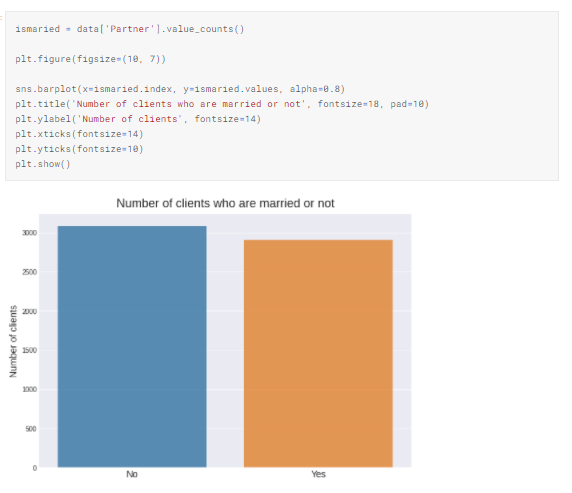 ismaried = data['Partner'].value_counts()
plt.figure(figsize=(10, 7))
sns.barplot(x=ismaried.index, y=ismaried.values, alpha=0.8)
plt.title('Number of clients who are married or not', fontsize=18, pad=10)
plt.ylabel('Number of clients', fontsize=14)
plt.xticks(fontsize=14)
plt.yticks(fontsize=10)
plt.show()
Number of clients who are married or not
Number of clients
3000
2500
2000
1500
1000
500
0
No Yes